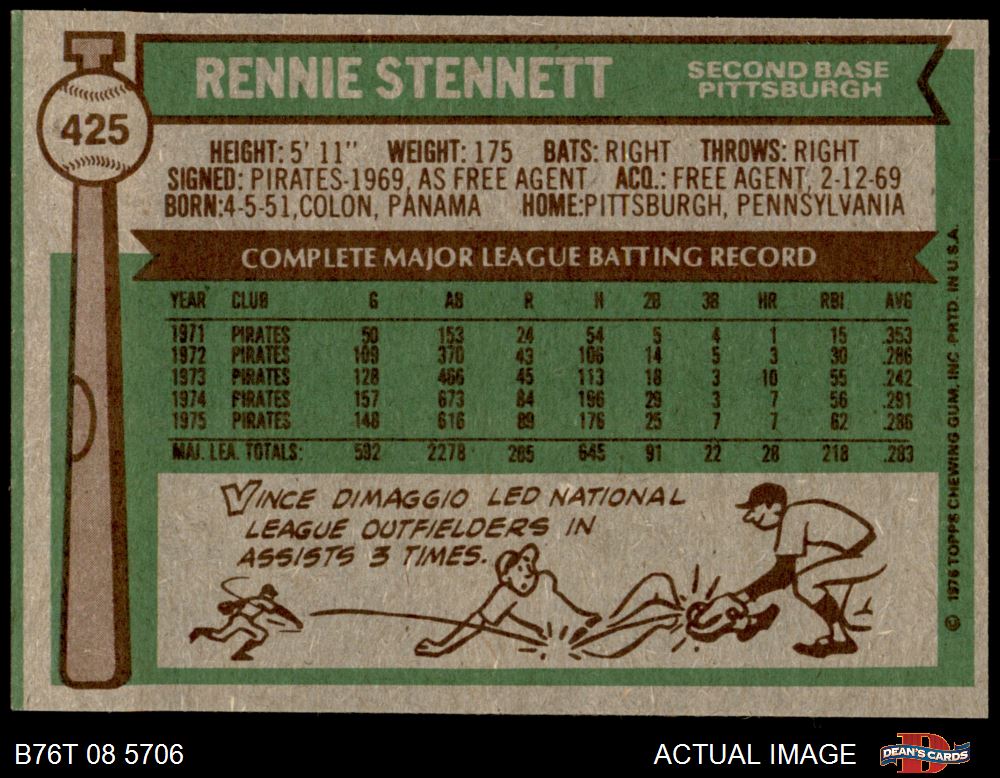 RENNIE STENNETT
SECOND BASE
PITTSBURGH
425
HEIGHT: 5' 11" WEIGHT: 175 BATS: RIGHT THROWS: RIGHT
SIGNED: PIRATES-1969, AS FREE AGENT ACQ.: FREE AGENT, 2-12-69
BORN:4-5-51,COLON, PANAMA HOME:PITTSBURGH, PENNSYLVANIA
COMPLETE MAJOR LEAGUE BATTING RECORD
YEAR CLUB G AB R H 2B 3B HR RBI AVG
1971 PIRATES 50 153 24 54 5 4 1 15 .353
1972 PIRATES 109 370 43 106 14 5 3 30 .286
1973 PIRATES 128 466 45 113 18 3 10 55 .242
1974 PIRATES 157 673 84 196 29 3 7 56 .291
1975 PIRATES 148 616 89 176 25 7 7 62 .286
MAJ. LEA. TOTALS: 592 2278 285 645 91 22 28 218 .283
VINCE DIMAGGIO LED NATIONAL
LEAGUE OUTFIELDERS IN
ASSISTS 3 TIMES.
© 1976 TOPPS CHEWING GUM, INC. PRTD. IN U.S.A.
B76T 08 5706
ACTUAL IMAGE
DEAN'S CARDS